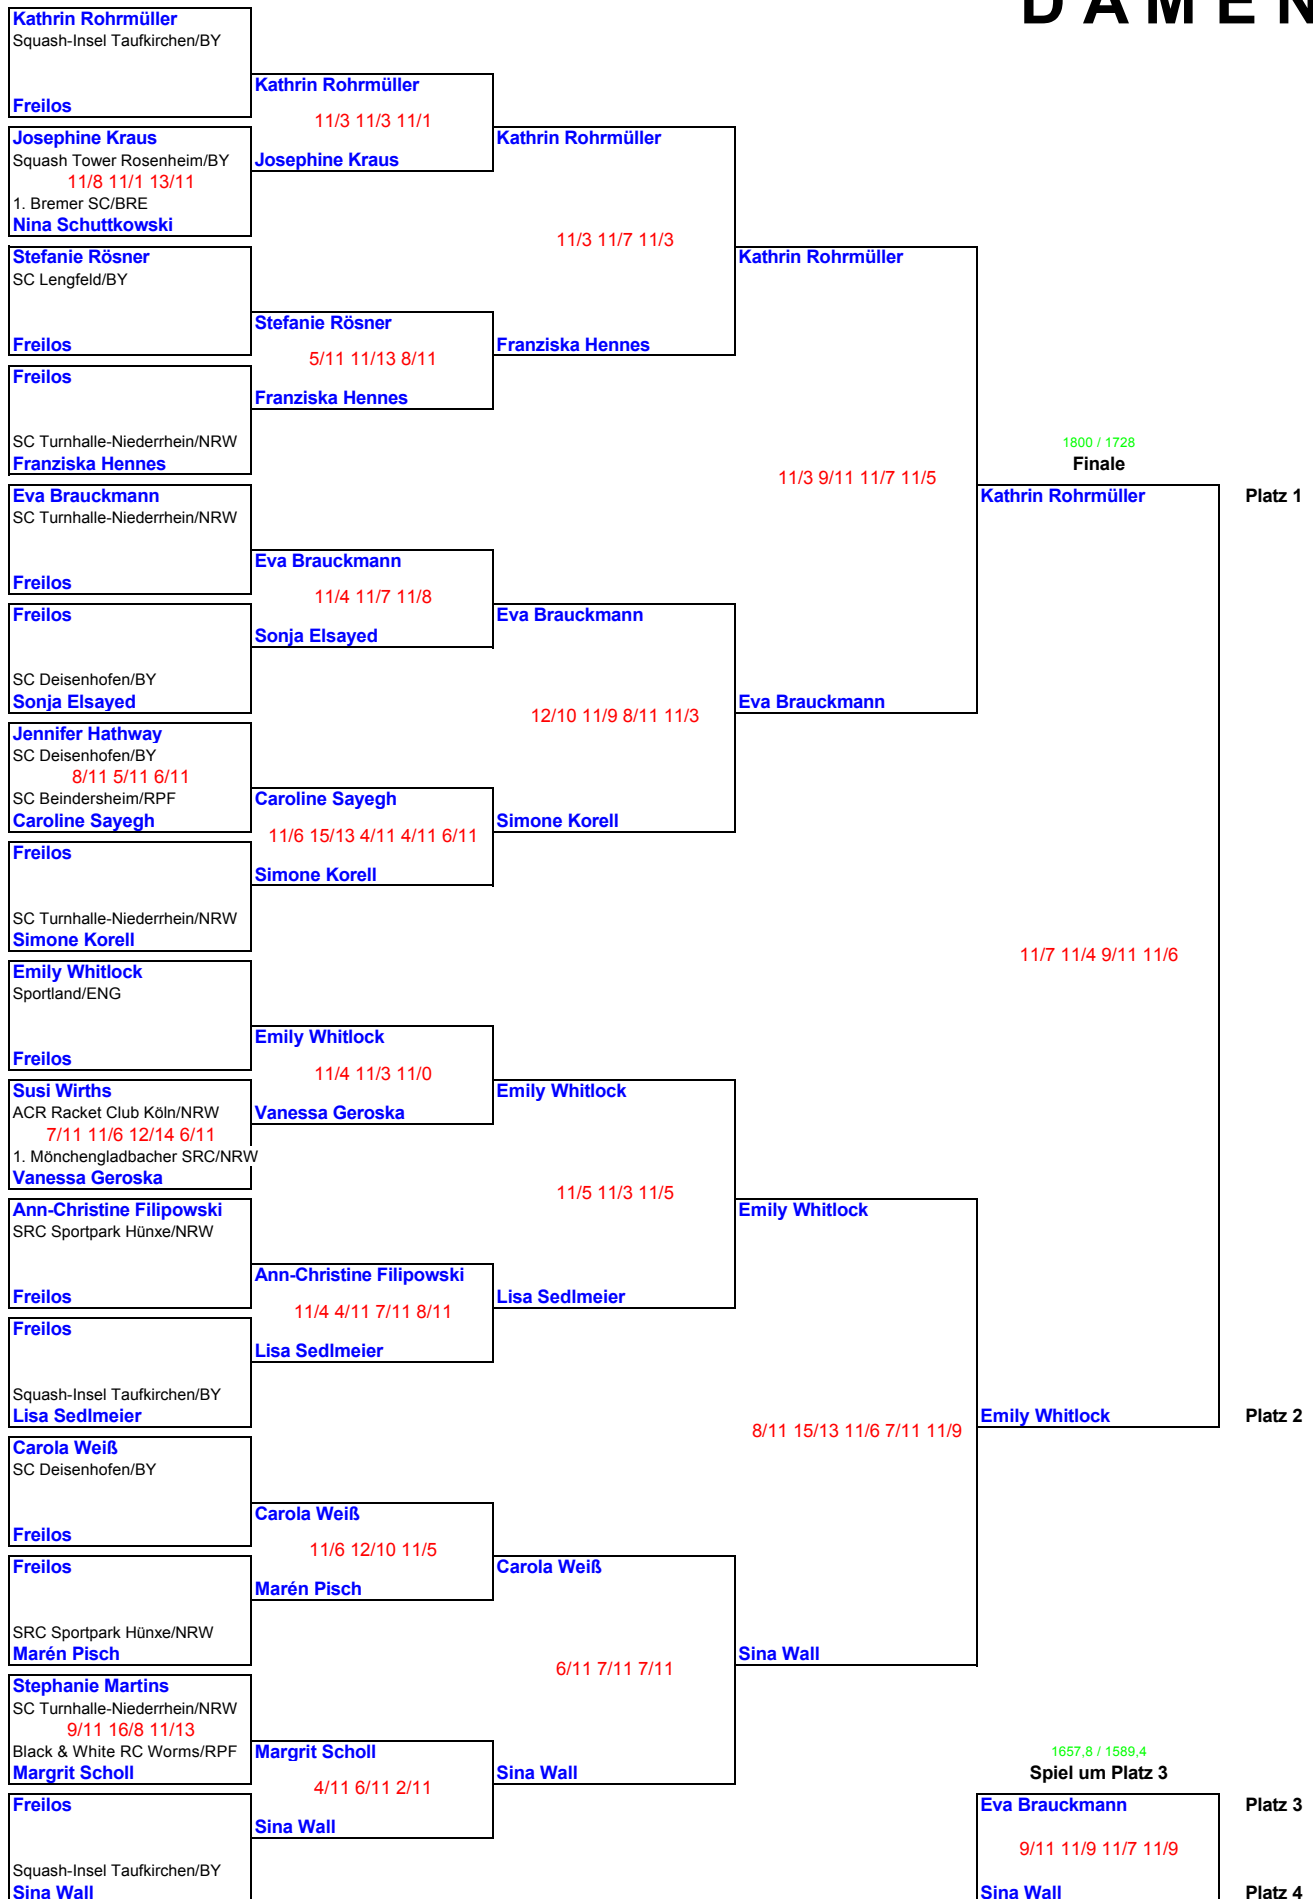 DAMEN
Kathrin Rohrmüller
Squash-Insel Taufkirchen/BY
Freilos
Josephine Kraus
Squash Tower Rosenheim/BY
11/8 11/1 13/11
1. Bremer SC/BRE
Nina Schuttkowski
Stefanie Rösner
SC Lengfeld/BY
Freilos
Freilos
SC Turnhalle-Niederrhein/NRW
Franziska Hennes
Eva Brauckmann
SC Turnhalle-Niederrhein/NRW
Freilos
Freilos
SC Deisenhofen/BY
Sonja Elsayed
Jennifer Hathway
SC Deisenhofen/BY
8/11 5/11 6/11
SC Beindersheim/RPF
Caroline Sayegh
Freilos
SC Turnhalle-Niederrhein/NRW
Simone Korell
Emily Whitlock
Sportland/ENG
Freilos
Susi Wirths
ACR Racket Club Köln/NRW
7/11 11/6 12/14 6/11
1. Mönchengladbacher SRC/NRW
Vanessa Geroska
Ann-Christine Filipowski
SRC Sportpark Hünxe/NRW
Freilos
Freilos
Squash-Insel Taufkirchen/BY
Lisa Sedlmeier
Carola Weiß
SC Deisenhofen/BY
Freilos
Freilos
SRC Sportpark Hünxe/NRW
Marén Pisch
Stephanie Martins
SC Turnhalle-Niederrhein/NRW
9/11 16/8 11/13
Black & White RC Worms/RPF
Margrit Scholl
Freilos
Squash-Insel Taufkirchen/BY
Sina Wall
Kathrin Rohrmüller
11/3 11/3 11/1
Josephine Kraus
Stefanie Rösner
5/11 11/13 8/11
Franziska Hennes
Eva Brauckmann
11/4 11/7 11/8
Sonja Elsayed
Caroline Sayegh
11/6 15/13 4/11 4/11 6/11
Simone Korell
Emily Whitlock
11/4 11/3 11/0
Vanessa Geroska
Ann-Christine Filipowski
11/4 4/11 7/11 8/11
Lisa Sedlmeier
Carola Weiß
11/6 12/10 11/5
Marén Pisch
Margrit Scholl
4/11 6/11 2/11
Sina Wall
Kathrin Rohrmüller
11/3 11/7 11/3
Franziska Hennes
Eva Brauckmann
12/10 11/9 8/11 11/3
Simone Korell
Emily Whitlock
11/5 11/3 11/5
Lisa Sedlmeier
Carola Weiß
6/11 7/11 7/11
Sina Wall
Kathrin Rohrmüller
11/3 9/11 11/7 11/5
Eva Brauckmann
Emily Whitlock
8/11 15/13 11/6 7/11 11/9
Sina Wall
1800 / 1728
Finale
Kathrin Rohrmüller Platz 1
11/7 11/4 9/11 11/6
Emily Whitlock Platz 2
1657,8 / 1589,4
Spiel um Platz 3
Eva Brauckmann Platz 3
9/11 11/9 11/7 11/9
Sina Wall Platz 4